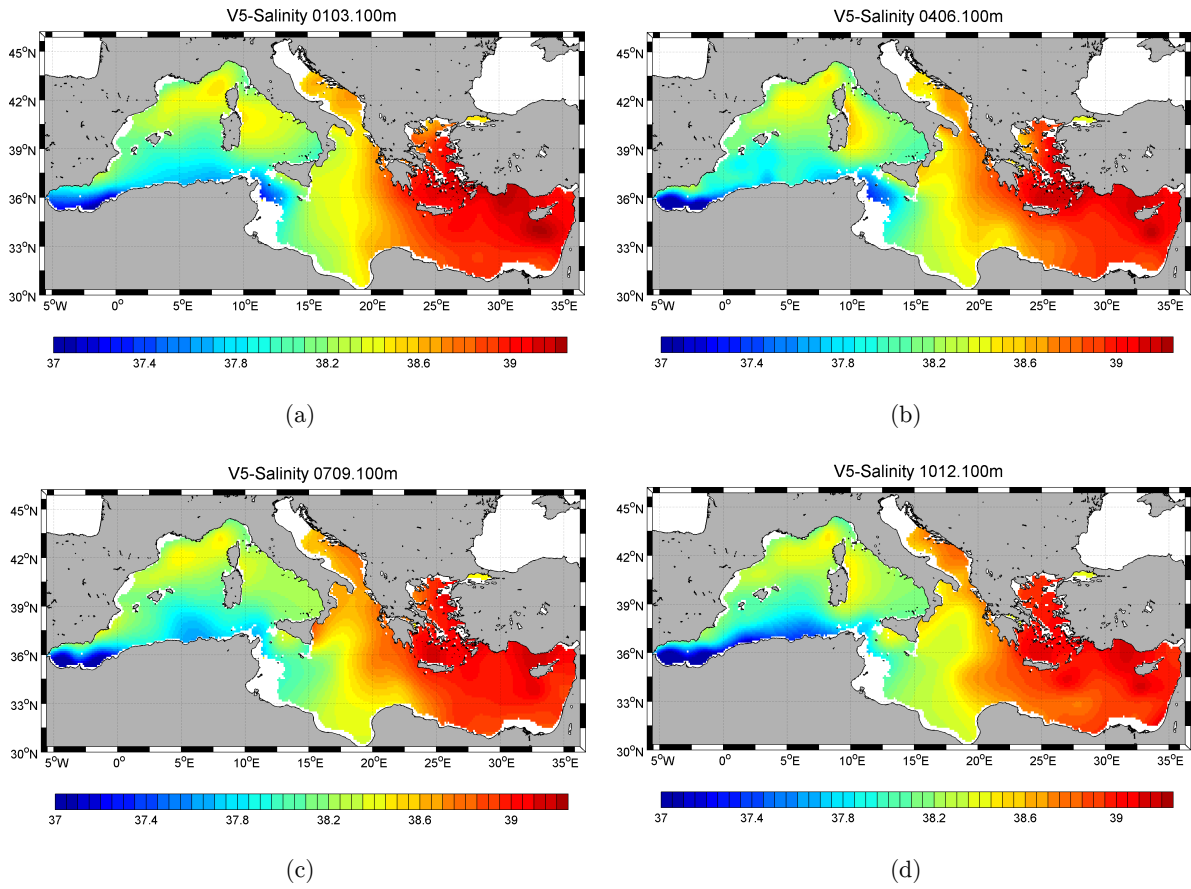 V5-Salinity 0103.100m
45°N
42°N
39°N
36°N
33°N
30°N
5°W 0° 5°E 10°E 15°E 20°E 25°E 30°E 35°E
37 37.4 37.8 38.2 38.6 39
(a)
V5-Salinity 0406.100m
45°N
42°N
39°N
36°N
33°N
30°N
5°W 0° 5°E 10°E 15°E 20°E 25°E 30°E 35°E
37 37.4 37.8 38.2 38.6 39
(b)
V5-Salinity 0709.100m
45°N
42°N
39°N
36°N
33°N
30°N
5°W 0° 5°E 10°E 15°E 20°E 25°E 30°E 35°E
37 37.4 37.8 38.2 38.6 39
(c)
V5-Salinity 1012.100m
45°N
42°N
39°N
36°N
33°N
30°N
5°W 0° 5°E 10°E 15°E 20°E 25°E 30°E 35°E
37 37.4 37.8 38.2 38.6 39
(d)